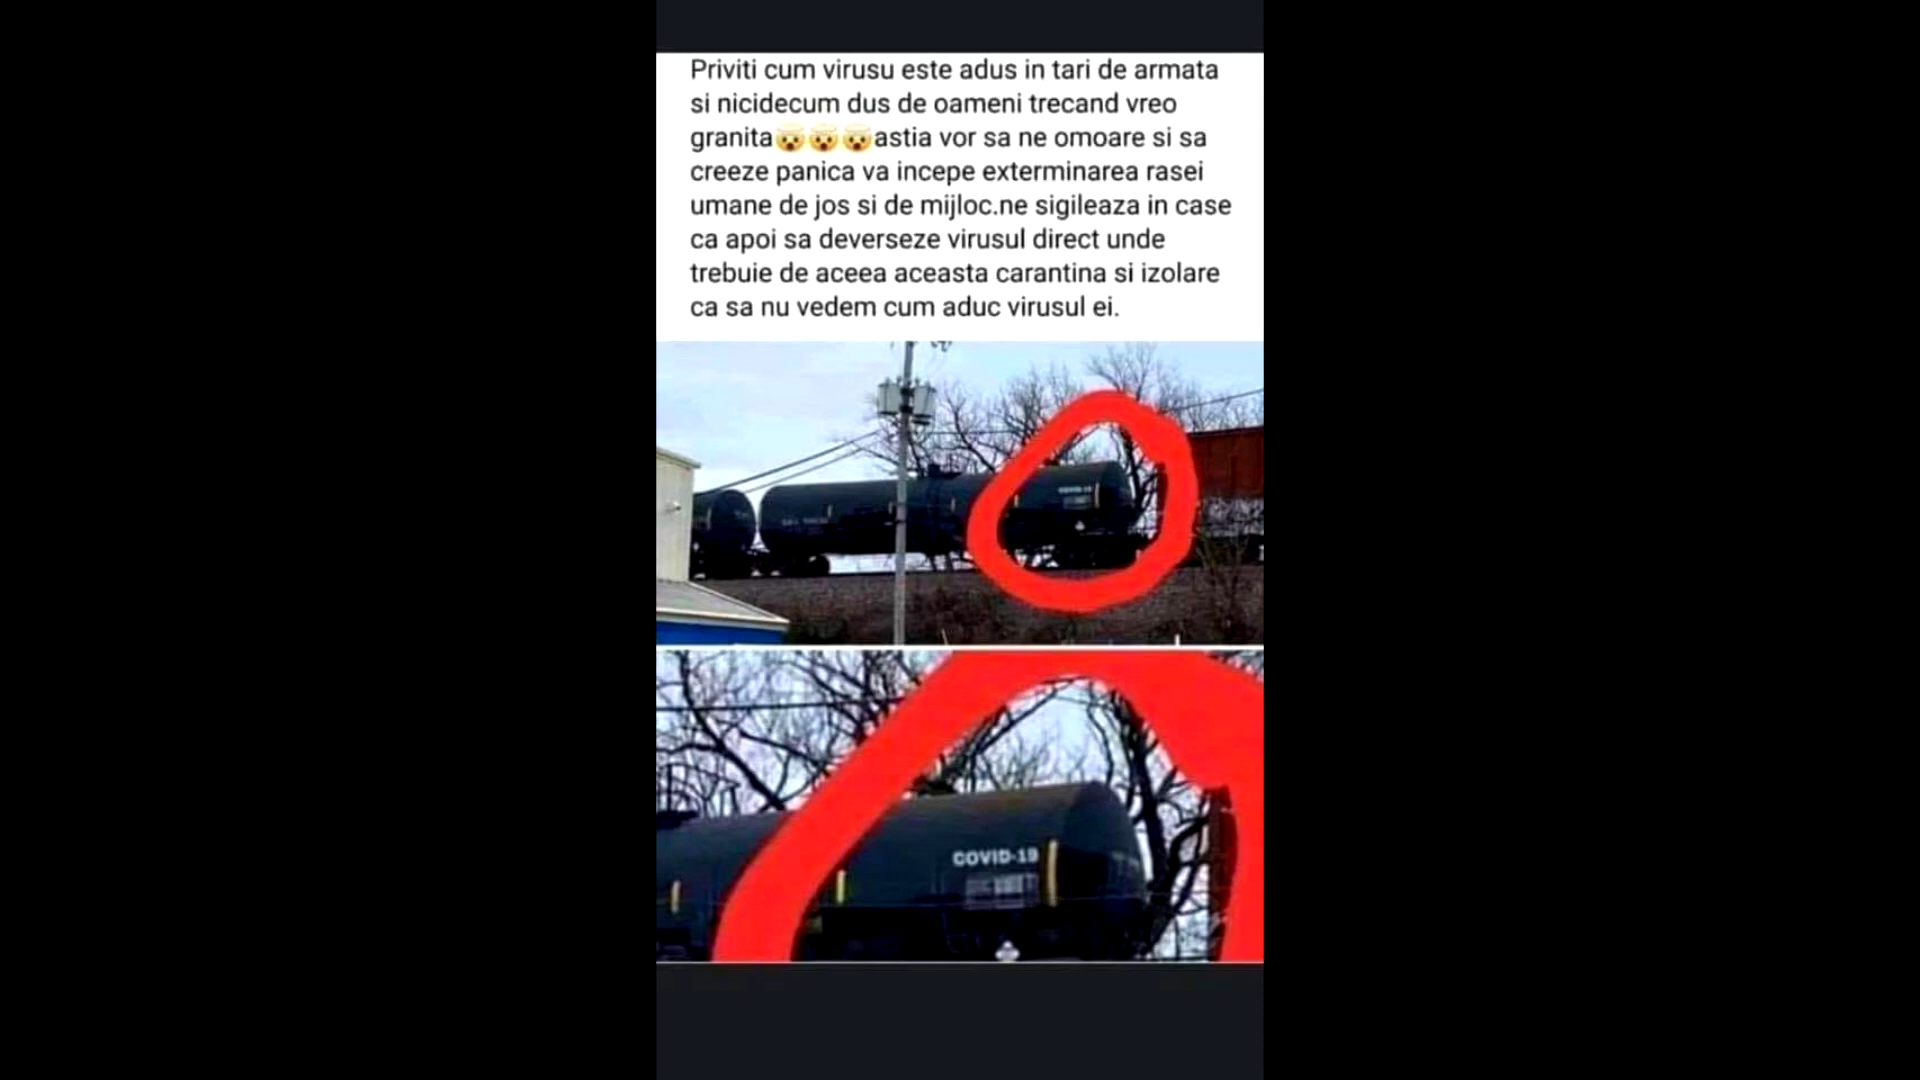 Priviti cum virusu este adus in tari de armata
si nicidecum dus de oameni trecand vreo
granita🤯🤯🤯astia vor sa ne omoare si sa
creeze panica va incepe exterminarea rasei
umane de jos si de mijloc.ne sigileaza in case
ca apoi sa deverseze virusul direct unde
trebuie de aceea aceasta carantina si izolare
ca sa nu vedem cum aduc virusul ei.
COVID-19
COVID-19